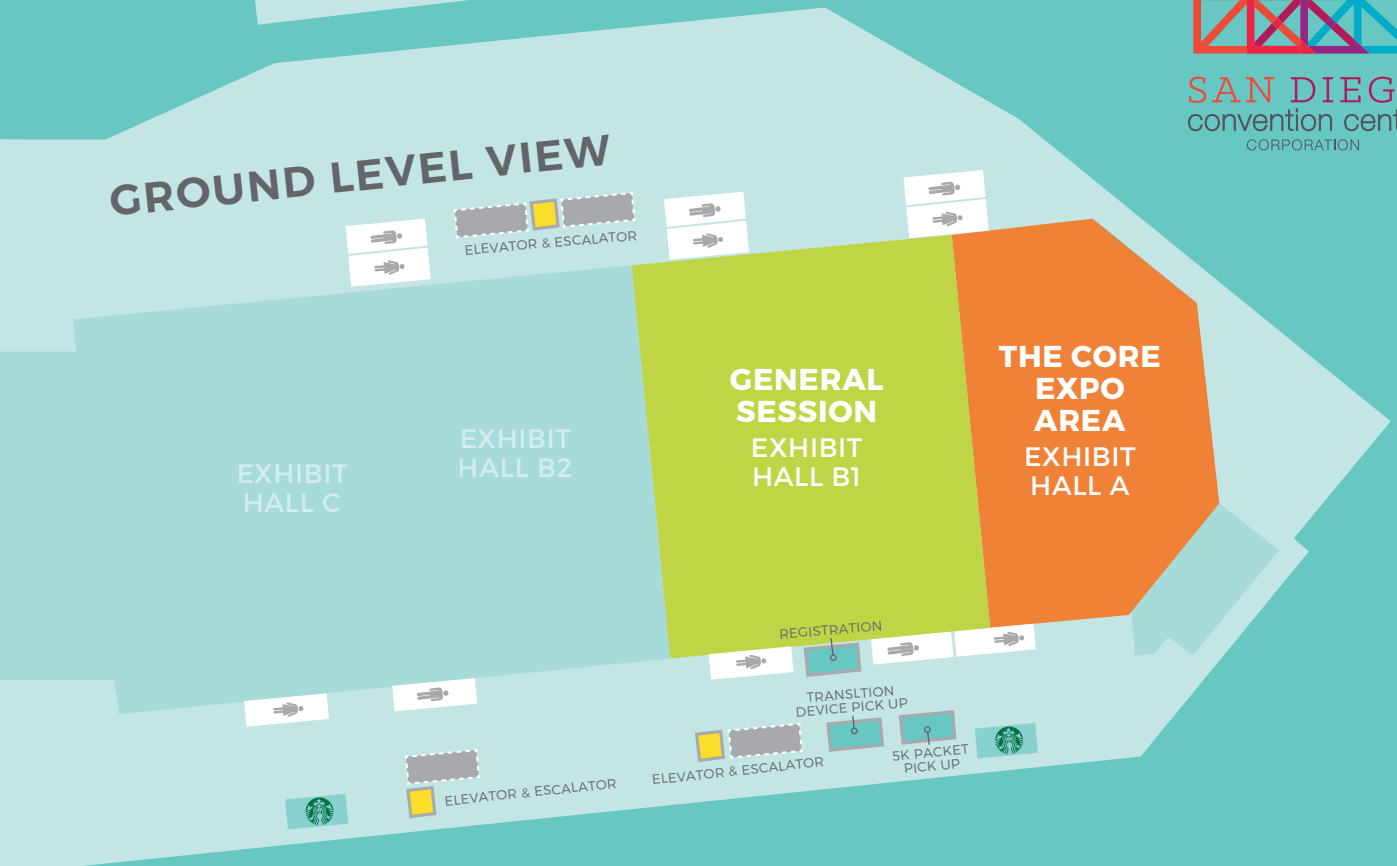 SAN DIEG
convention cent
CORPORATION
GROUND LEVEL VIEW
ELEVATOR & ESCALATOR
GENERAL
SESSION
EXHIBIT
HALL B1
THE CORE
EXPO
AREA
EXHIBIT
HALL A
EXHIBIT
HALL B2
EXHIBIT
HALL C
REGISTRATION
TRANSLTION
DEVICE PICK UP
5K PACKET
PICK UP
ELEVATOR & ESCALATOR
ELEVATOR & ESCALATOR